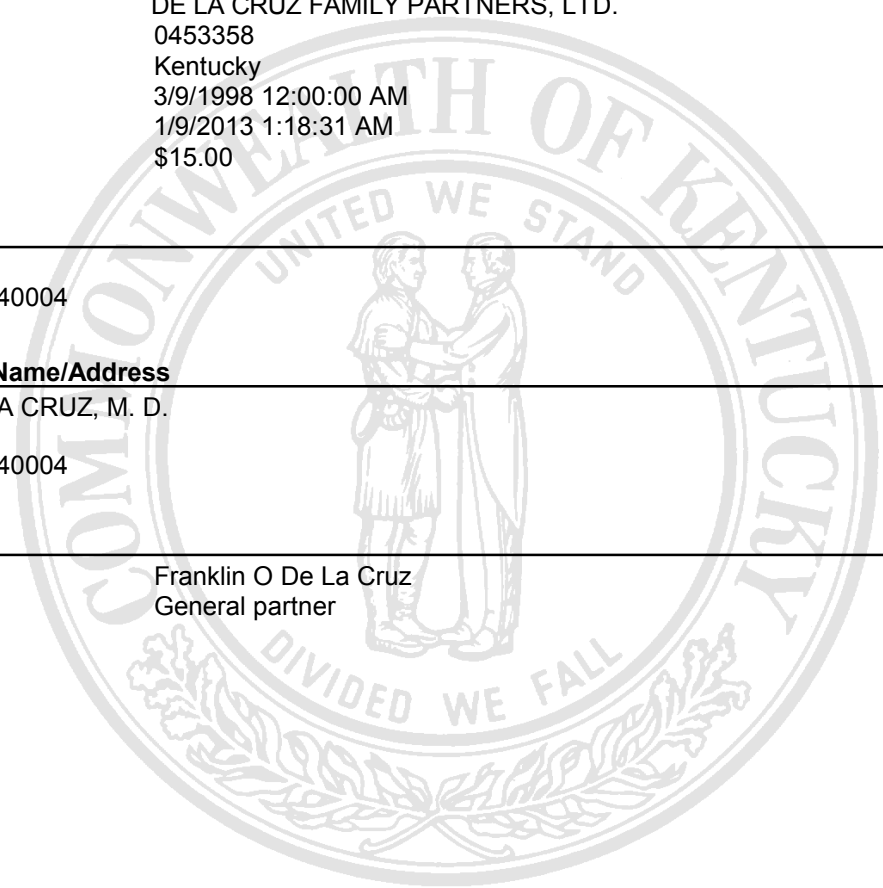 DE LA CRUZ FAMILY PARTNERS, LTD.
0453358
Kentucky
3/9/1998 12:00:00 AM
1/9/2013 1:18:31 AM
$15.00
COMMONWEALTH OF KENTUCKY
UNITED WE STAND
40004
Name/Address
A CRUZ, M. D.
40004
Franklin O De La Cruz
General partner
DIVIDED WE FALL